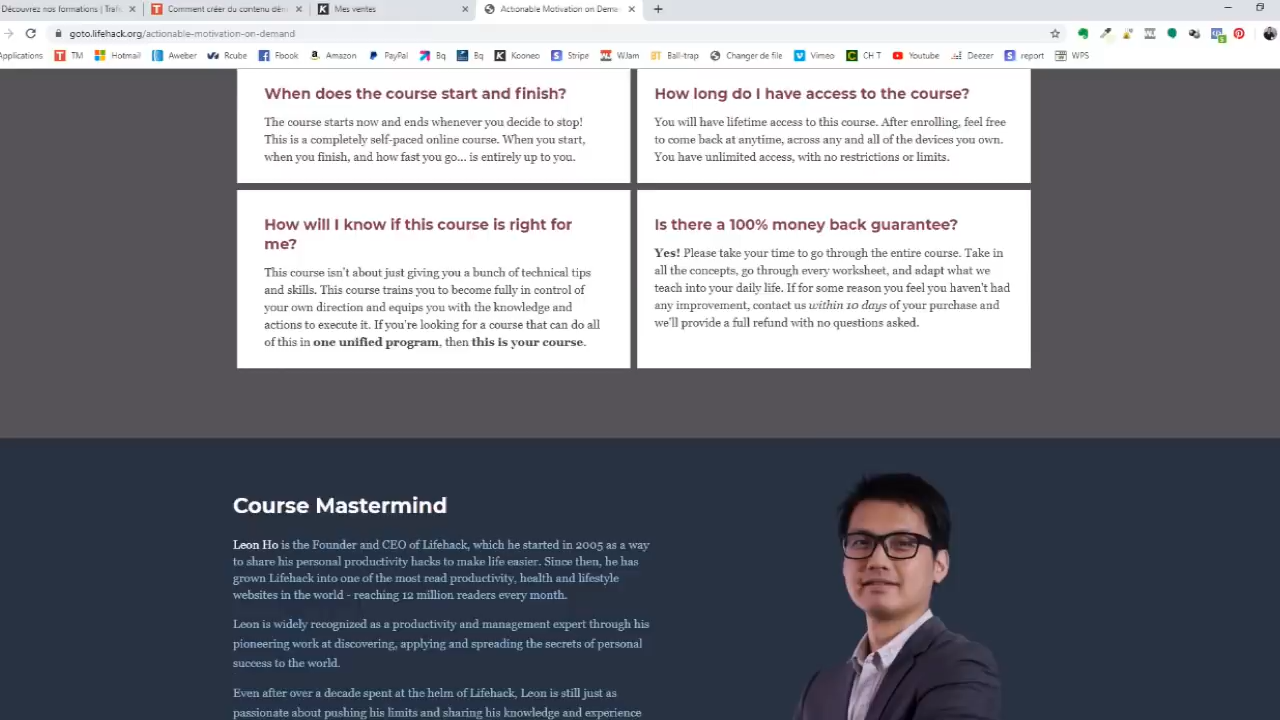 Découvrez nos formations | Traf
Comment créer du contenu dém
Mes ventes
Actionable Motivation on Dema
goto.lifehack.org/actionable-motivation-on-demand
Applications
TM
Hotmail
Aweber
Rcube
Fbook
Amazon
PayPal
Bq
Bq
Kooneo
Stripe
WJam
Ball-trap
Changer de file
Vimeo
CH T
Youtube
Deezer
report
WPS
When does the course start and finish?
The course starts now and ends whenever you decide to stop!
This is a completely self-paced online course. When you start,
when you finish, and how fast you go... is entirely up to you.
How long do I have access to the course?
You will have lifetime access to this course. After enrolling, feel free
to come back at anytime, across any and all of the devices you own.
You have unlimited access, with no restrictions or limits.
How will I know if this course is right for
me?
This course isn't about just giving you a bunch of technical tips
and skills. This course trains you to become fully in control of
your own direction and equips you with the knowledge and
actions to execute it. If you're looking for a course that can do all
of this in one unified program, then this is your course.
Is there a 100% money back guarantee?
Yes! Please take your time to go through the entire course. Take in
all the concepts, go through every worksheet, and adapt what we
teach into your daily life. If for some reason you feel you haven't had
any improvement, contact us within 10 days of your purchase and
we'll provide a full refund with no questions asked.
Course Mastermind
Leon Ho is the Founder and CEO of Lifehack, which he started in 2005 as a way
to share his personal productivity hacks to make life easier. Since then, he has
grown Lifehack into one of the most read productivity, health and lifestyle
websites in the world - reaching 12 million readers every month.
Leon is widely recognized as a productivity and management expert through his
pioneering work at discovering, applying and spreading the secrets of personal
success to the world.
Even after over a decade spent at the helm of Lifehack, Leon is still just as
passionate about pushing his limits and sharing his knowledge and experience